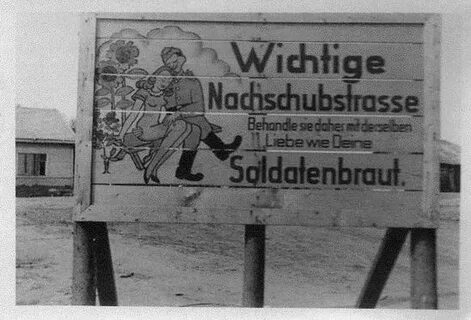 Wichtige
Nachschubstrasse
Behandle sie daher mit derselben
Liebe wie Deine
Soldatenbraut.